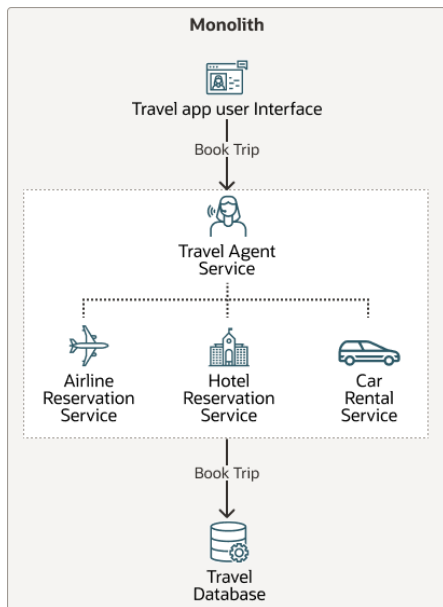 Monolith
Travel app user Interface
Book Trip
Travel Agent
Service
Airline
Reservation
Service
Hotel
Reservation
Service
Car
Rental
Service
Book Trip
Travel
Database